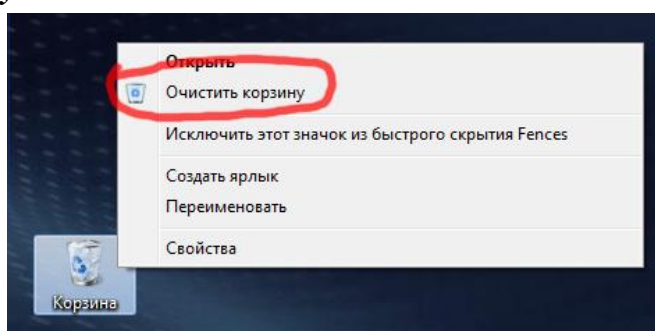 Открыть
Очистить корзину
Исключить этот значок из быстрого скрытия Fences
Создать ярлык
Переименовать
Свойства
Корзина